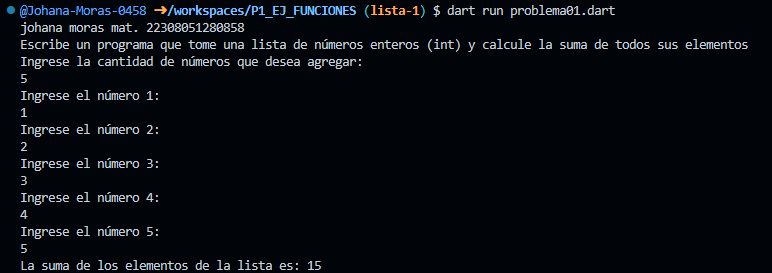 @Johana-Moras-0458 ➜/workspaces/P1_EJ_FUNCIONES (lista-1) $ dart run problema01.dart
johana moras mat. 22308051280858
Escribe un programa que tome una lista de números enteros (int) y calcule la suma de todos sus elementos
Ingrese la cantidad de números que desea agregar:
5
Ingrese el número 1:
1
Ingrese el número 2:
2
Ingrese el número 3:
3
Ingrese el número 4:
4
Ingrese el número 5:
5
La suma de los elementos de la lista es: 15